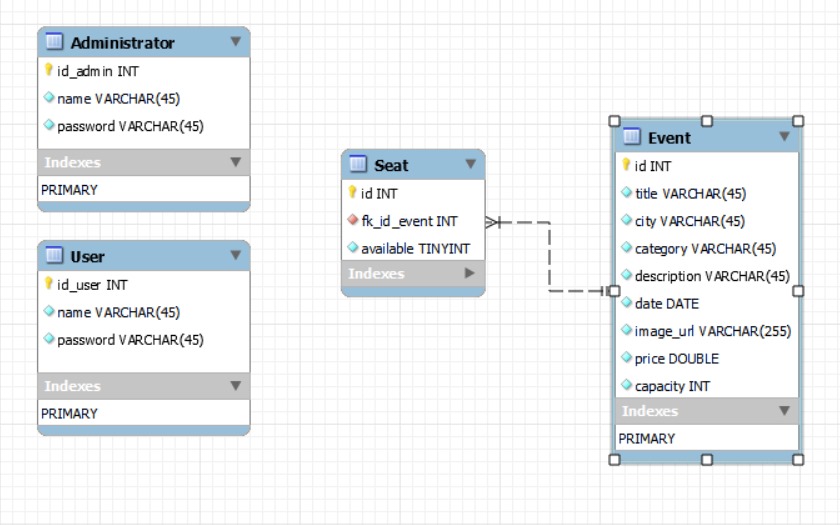 Administrator
id_admin INT
name VARCHAR(45)
password VARCHAR(45)
Indexes
PRIMARY
User
id_user INT
name VARCHAR(45)
password VARCHAR(45)
Indexes
PRIMARY
Seat
id INT
fk_id_event INT
available TINYINT
Indexes
Event
id INT
title VARCHAR(45)
city VARCHAR(45)
category VARCHAR(45)
description VARCHAR(45)
date DATE
image_url VARCHAR(255)
price DOUBLE
capacity INT
Indexes
PRIMARY